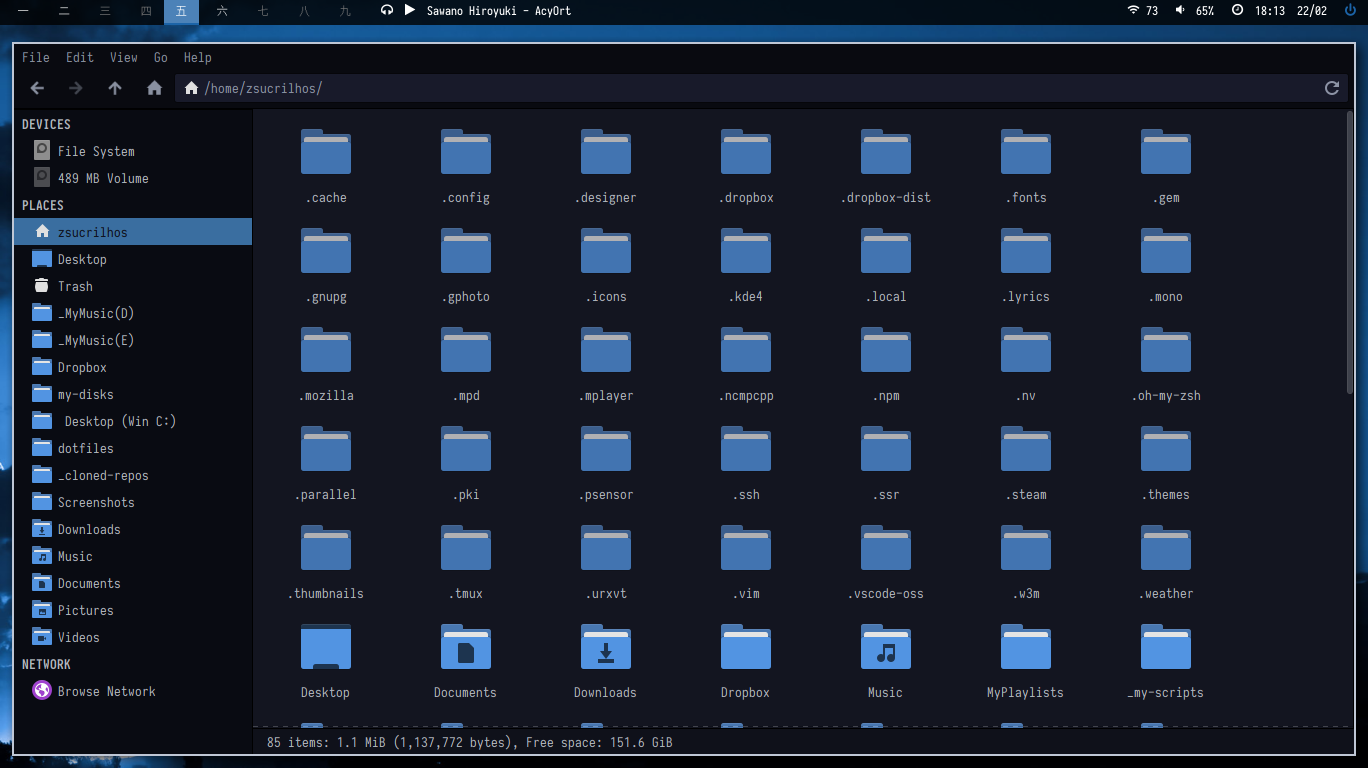 一 二 三 四 五 六 七 八 九 Sawano Hiroyuki - AcyOrt 73 65% 18:13 22/02
File Edit View Go Help
/home/zsucrilhos/
DEVICES
File System
489 MB Volume
PLACES
zsucrilhos
Desktop
Trash
_MyMusic(D)
_MyMusic(E)
Dropbox
my-disks
Desktop (Win C:)
dotfiles
_cloned-repos
Screenshots
Downloads
Music
Documents
Pictures
Videos
NETWORK
Browse Network
.cache .config .designer .dropbox .dropbox-dist .fonts .gem
.gnupg .gphoto .icons .kde4 .local .lyrics .mono
.mozilla .mpd .mplayer .ncmpcpp .npm .nv .oh-my-zsh
.parallel .pki .psensor .ssh .ssr .steam .themes
.thumbnails .tmux .urxvt .vim .vscode-oss .w3m .weather
Desktop Documents Downloads Dropbox Music MyPlaylists _my-scripts
85 items: 1.1 MiB (1,137,772 bytes), Free space: 151.6 GiB